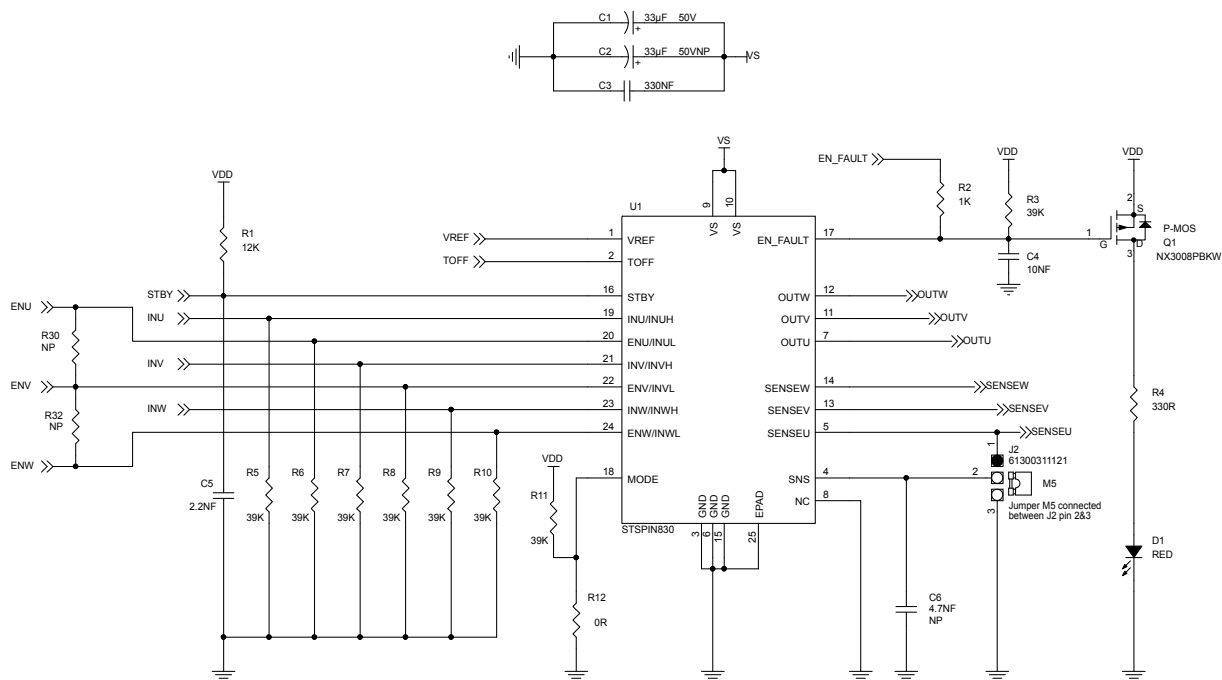 C1 33µF 50V
C2 33µF 50VNP
VS
C3 330NF
VS
EN_FAULT
VDD
VDD
VDD
R2
1K
R3
39K
2
S
U1
9
10
VS
VS
R1
12K
VREF
1
VREF
EN_FAULT
17
1
G
D
3
P-MOS
Q1
NX3008PBKW
TOFF
2
TOFF
C4
10NF
STBY
16
STBY
OUTW
12
OUTW
ENU
INU
19
INU/INUH
OUTV
11
OUTV
R30
NP
20
ENU/INUL
OUTU
7
OUTU
INV
21
INV/INVH
ENV
22
ENV/INVL
SENSEW
14
SENSEW
R4
330R
R32
NP
INW
23
INW/INWH
SENSEV
13
SENSEV
24
ENW/INWL
SENSEU
5
SENSEU
ENW
1
J2
61300311121
VDD
R5
R6
R7
R8
R9
R10
18
MODE
SNS
4
2
M5
C5
2.2NF
R11
39K
39K
39K
39K
39K
39K
39K
NC
8
GND
GND
GND
EPAD
3
Jumper M5 connected
between J2 pin 2&3
STSPIN830
3
6
15
25
D1
RED
R12
0R
C6
4.7NF
NP